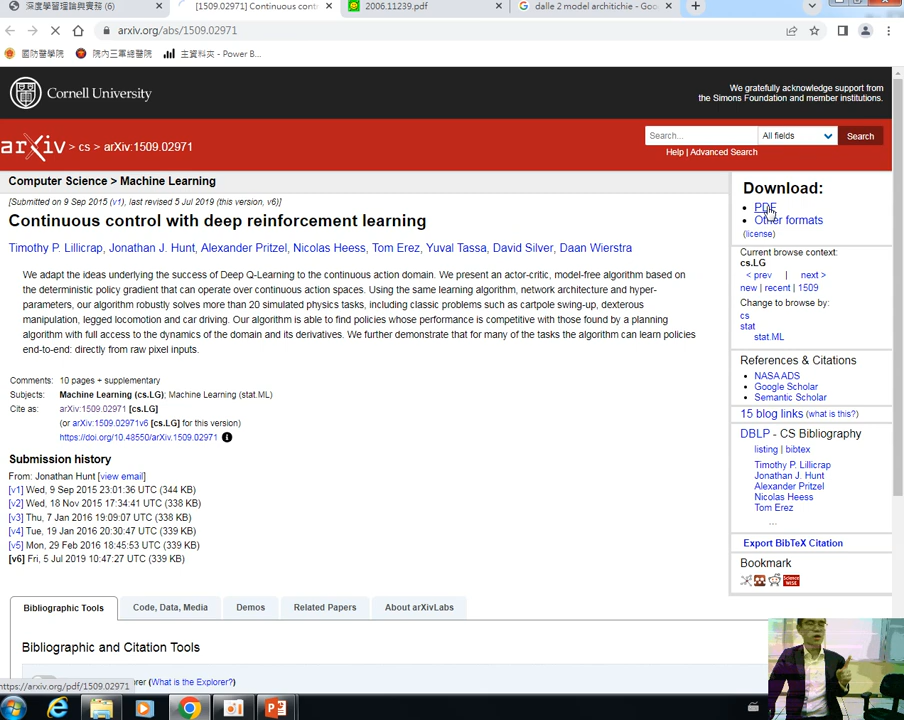 深度學習理論與實務 (6)
[1509.02971] Continuous contr
2006.11239.pdf
dalle 2 model architichie - Goo
arxiv.org/abs/1509.02971
國防醫學院
院內三軍總醫院
主資料夾 - Power B...
Cornell University
We gratefully acknowledge support from
the Simons Foundation and member institutions.
arXiv > cs > arXiv:1509.02971
Search...
All fields
Search
Help | Advanced Search
Computer Science > Machine Learning
[Submitted on 9 Sep 2015 (v1), last revised 5 Jul 2019 (this version, v6)]
Continuous control with deep reinforcement learning
Timothy P. Lillicrap, Jonathan J. Hunt, Alexander Pritzel, Nicolas Heess, Tom Erez, Yuval Tassa, David Silver, Daan Wierstra
We adapt the ideas underlying the success of Deep Q-Learning to the continuous action domain. We present an actor-critic, model-free algorithm based on
the deterministic policy gradient that can operate over continuous action spaces. Using the same learning algorithm, network architecture and hyper-
parameters, our algorithm robustly solves more than 20 simulated physics tasks, including classic problems such as cartpole swing-up, dexterous
manipulation, legged locomotion and car driving. Our algorithm is able to find policies whose performance is competitive with those found by a planning
algorithm with full access to the dynamics of the domain and its derivatives. We further demonstrate that for many of the tasks the algorithm can learn policies
end-to-end: directly from raw pixel inputs.
Comments: 10 pages + supplementary
Subjects: Machine Learning (cs.LG); Machine Learning (stat.ML)
Cite as: arXiv:1509.02971 [cs.LG]
(or arXiv:1509.02971v6 [cs.LG] for this version)
https://doi.org/10.48550/arXiv.1509.02971
Submission history
From: Jonathan Hunt [view email]
[v1] Wed, 9 Sep 2015 23:01:36 UTC (344 KB)
[v2] Wed, 18 Nov 2015 17:34:41 UTC (338 KB)
[v3] Thu, 7 Jan 2016 19:09:07 UTC (338 KB)
[v4] Tue, 19 Jan 2016 20:30:47 UTC (339 KB)
[v5] Mon, 29 Feb 2016 18:45:53 UTC (339 KB)
[v6] Fri, 5 Jul 2019 10:47:27 UTC (339 KB)
Bibliographic Tools
Code, Data, Media
Demos
Related Papers
About arXivLabs
Bibliographic and Citation Tools
rer (What is the Explorer?)
https://arxiv.org/pdf/1509.02971
Download:
PDF
Other formats
(license)
Current browse context:
cs.LG
< prev | next >
new | recent | 1509
Change to browse by:
cs
stat
stat.ML
References & Citations
NASA ADS
Google Scholar
Semantic Scholar
15 blog links (what is this?)
DBLP - CS Bibliography
listing | bibtex
Timothy P. Lillicrap
Jonathan J. Hunt
Alexander Pritzel
Nicolas Heess
Tom Erez
...
Export BibTeX Citation
Bookmark
Science
WISE